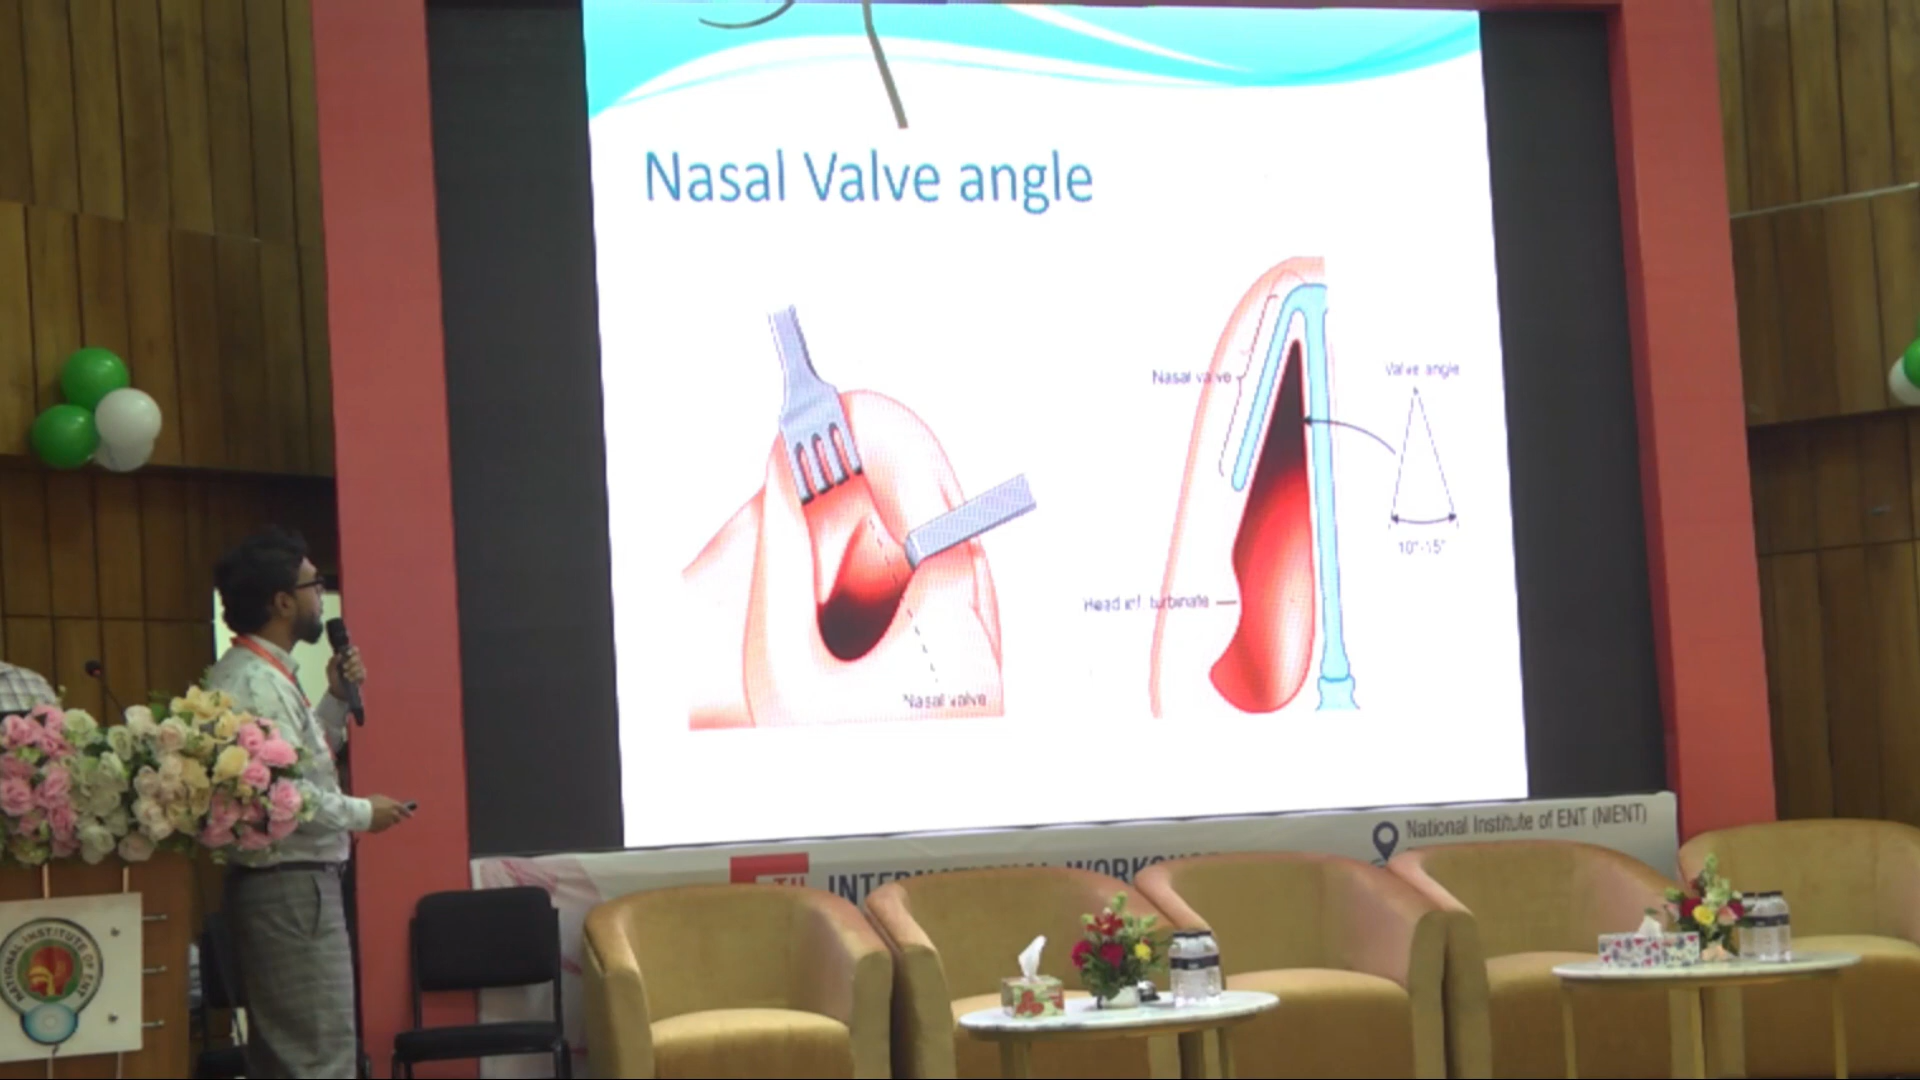 Nasal Valve angle
Nasal valve
Valve angle
10°-15°
Head inf. turbinate
Nasal valve
National Institute of ENT (NIENT)
TH INTERNATIONAL WORKSHOP
NATIONAL INSTITUTE OF ENT